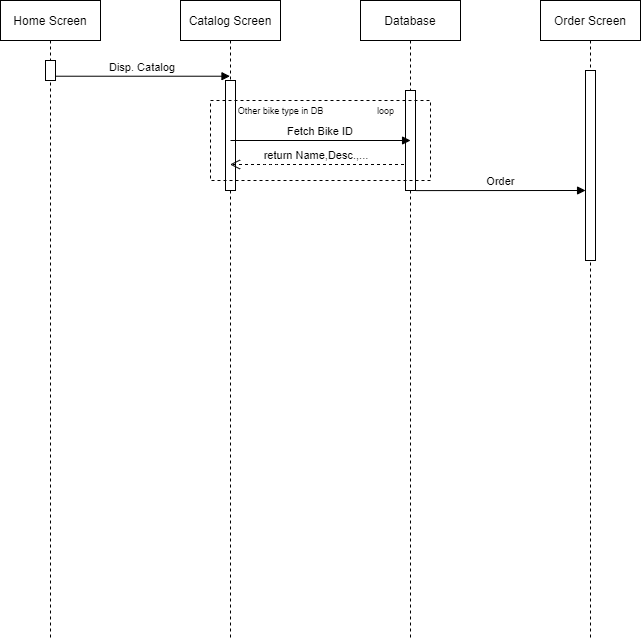 Home Screen
Catalog Screen
Database
Order Screen
Disp. Catalog
Other bike type in DB
loop
Fetch Bike ID
return Name,Desc.,...
Order